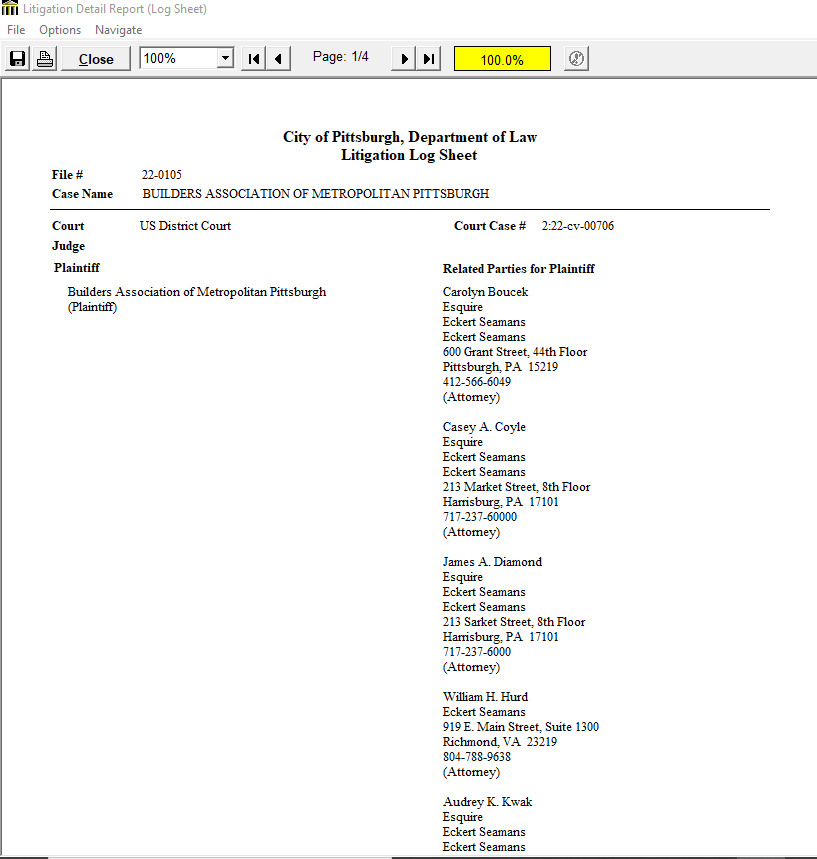 Litigation Detail Report (Log Sheet)
File Options Navigate
Close 100% Page: 1/4 100.0%
City of Pittsburgh, Department of Law
Litigation Log Sheet
File # 22-0105
Case Name BUILDERS ASSOCIATION OF METROPOLITAN PITTSBURGH
Court US District Court Court Case # 2:22-cv-00706
Judge
Plaintiff Related Parties for Plaintiff
Builders Association of Metropolitan Pittsburgh
(Plaintiff)
Carolyn Boucek
Esquire
Eckert Seamans
Eckert Seamans
600 Grant Street, 44th Floor
Pittsburgh, PA 15219
412-566-6049
(Attorney)
Casey A. Coyle
Esquire
Eckert Seamans
Eckert Seamans
213 Market Street, 8th Floor
Harrisburg, PA 17101
717-237-60000
(Attorney)
James A. Diamond
Esquire
Eckert Seamans
Eckert Seamans
213 Sarket Street, 8th Floor
Harrisburg, PA 17101
717-237-6000
(Attorney)
William H. Hurd
Eckert Seamans
919 E. Main Street, Suite 1300
Richmond, VA 23219
804-788-9638
(Attorney)
Audrey K. Kwak
Esquire
Eckert Seamans
Eckert Seamans